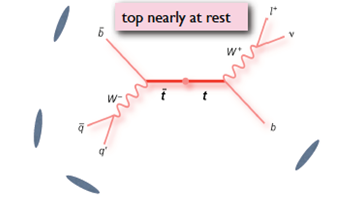 top nearly at rest
l⁺
b̄
ν
W⁺
W⁻
t̄
t
q̄
b
q'